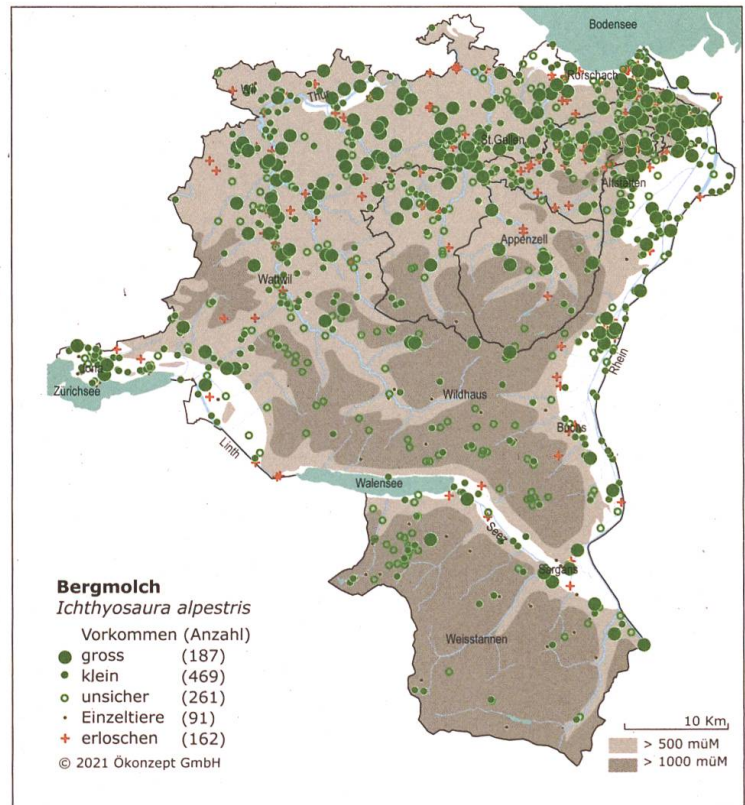 Bodensee
Rorschach
Wil
Thur
St.Gallen
Altstätten
Appenzell
Wattwil
Jona
Zürichsee
Rhein
Wildhaus
Buchs
Linth
Walensee
Seez
Sargans
Weisstannen
Bergmolch
Ichthyosaura alpestris
Vorkommen (Anzahl)
gross (187)
klein (469)
unsicher (261)
Einzeltiere (91)
erloschen (162)
© 2021 Ökonzept GmbH
10 Km
> 500 müM
> 1000 müM